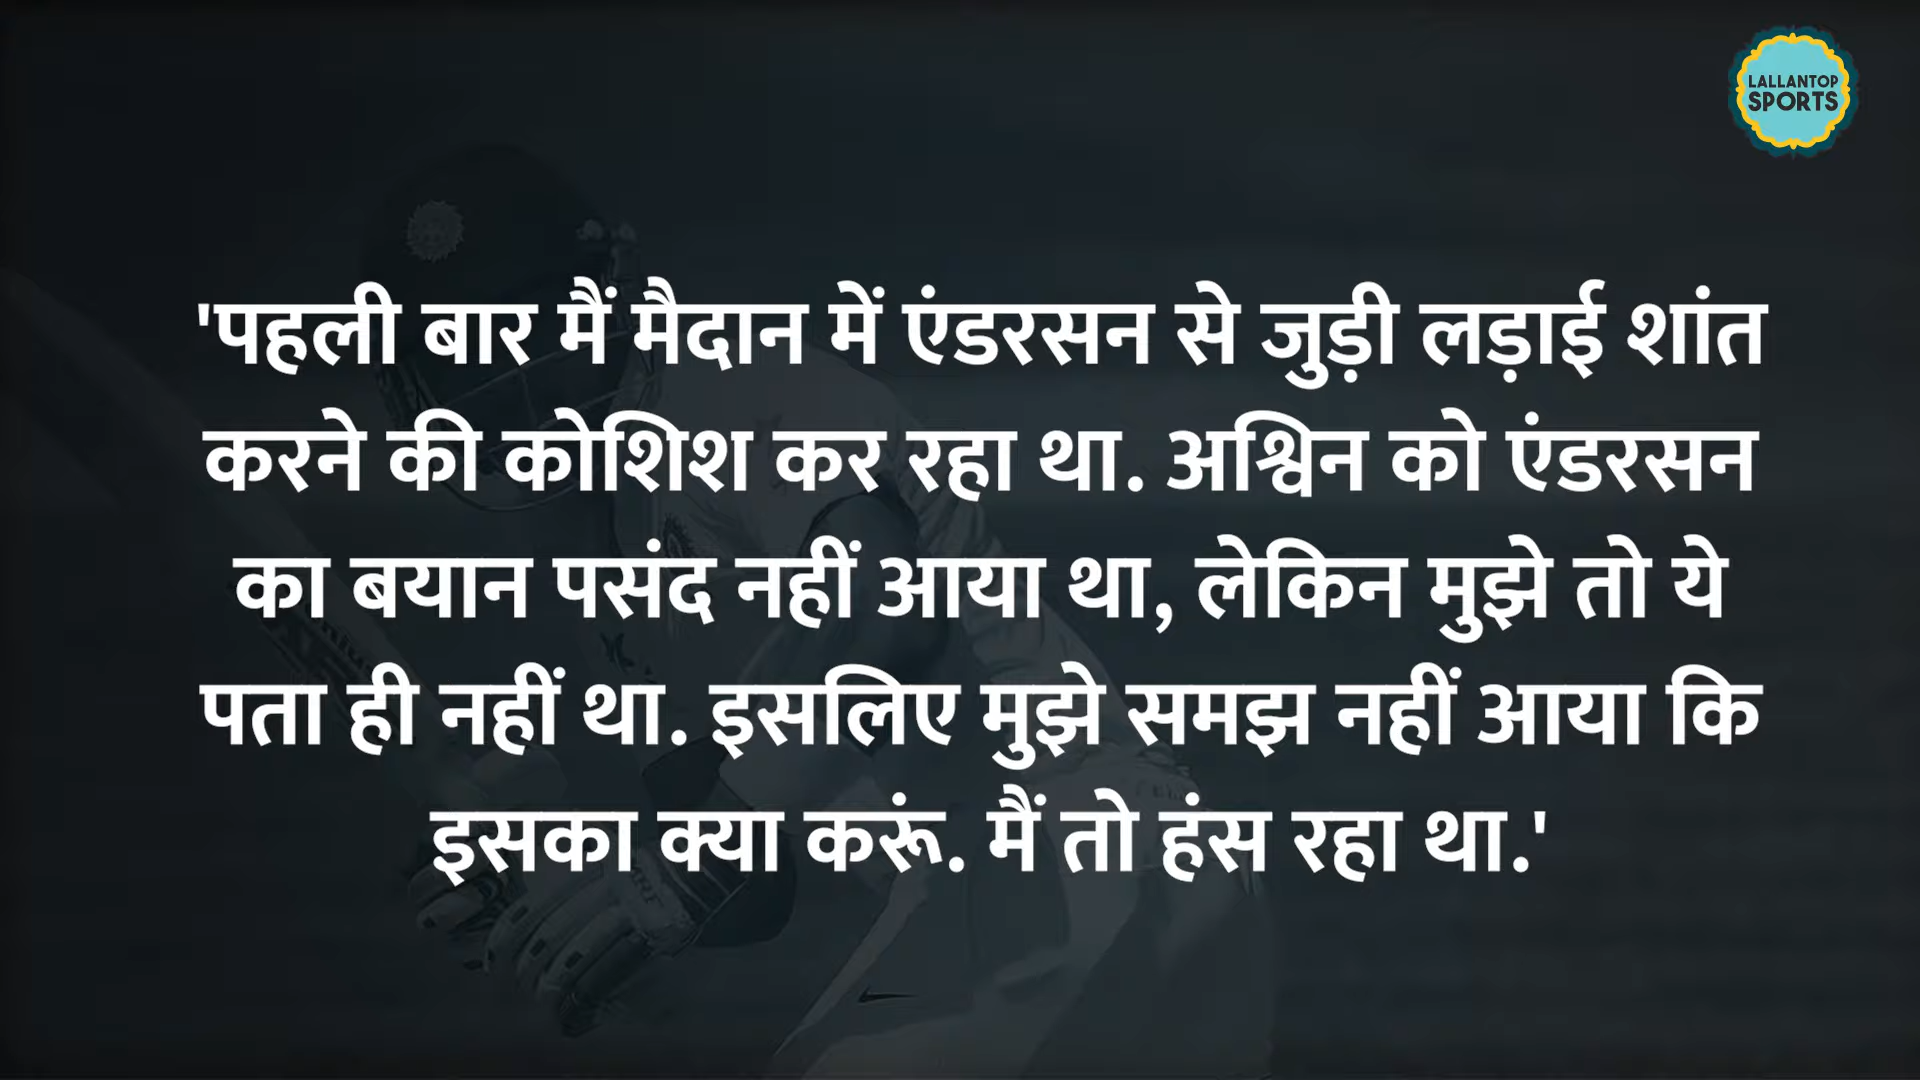 LALLANTOP
SPORTS
'पहली बार मैं मैदान में एंडरसन से जुड़ी लड़ाई शांत
करने की कोशिश कर रहा था. अश्विन को एंडरसन
का बयान पसंद नहीं आया था, लेकिन मुझे तो ये
पता ही नहीं था. इसलिए मुझे समझ नहीं आया कि
इसका क्या करूं. मैं तो हंस रहा था.'